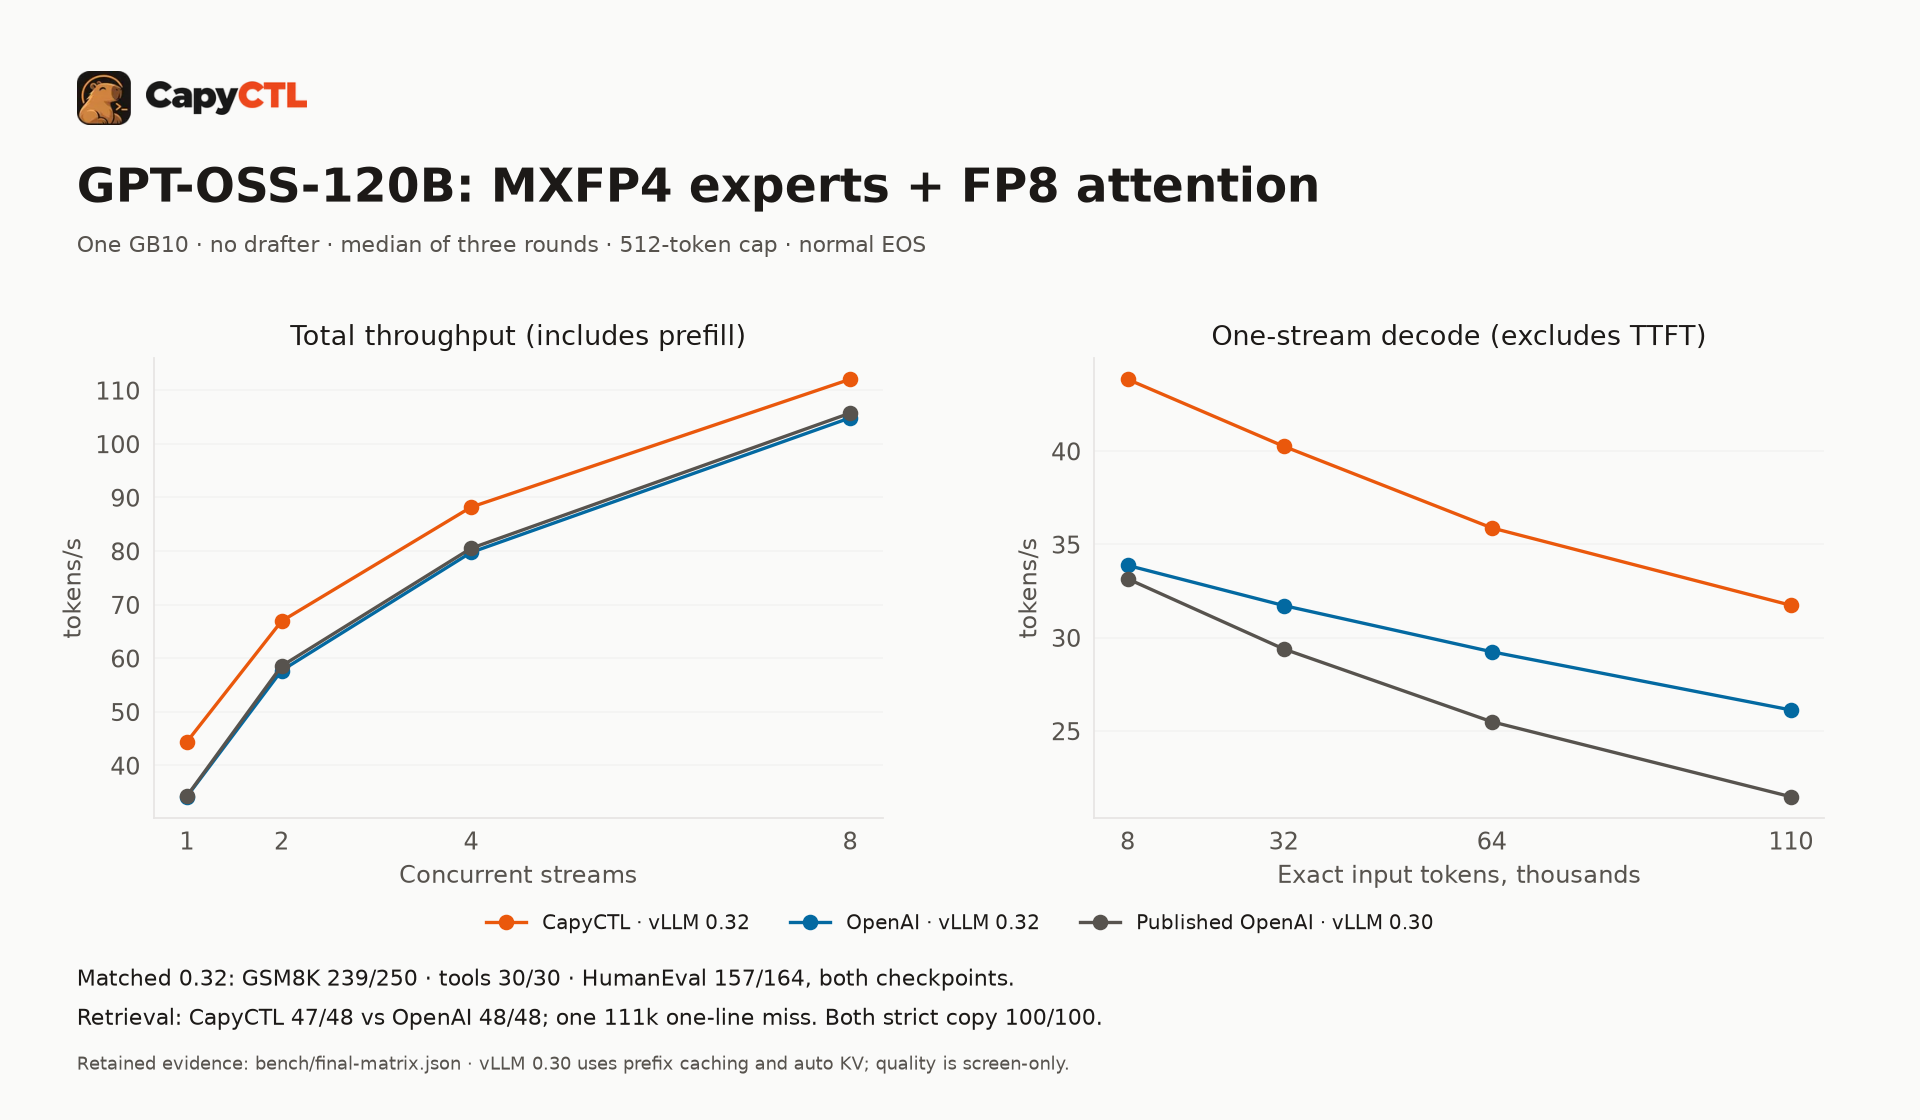 CapyCTL
GPT-OSS-120B: MXFP4 experts + FP8 attention
One GB10 · no drafter · median of three rounds · 512-token cap · normal EOS
Total throughput (includes prefill)
110
100
90
80
70
60
50
40
tokens/s
1 2 4 8
Concurrent streams
One-stream decode (excludes TTFT)
40
35
30
25
tokens/s
8 32 64 110
Exact input tokens, thousands
CapyCTL · vLLM 0.32 OpenAI · vLLM 0.32 Published OpenAI · vLLM 0.30
Matched 0.32: GSM8K 239/250 · tools 30/30 · HumanEval 157/164, both checkpoints.
Retrieval: CapyCTL 47/48 vs OpenAI 48/48; one 111k one-line miss. Both strict copy 100/100.
Retained evidence: bench/final-matrix.json · vLLM 0.30 uses prefix caching and auto KV; quality is screen-only.